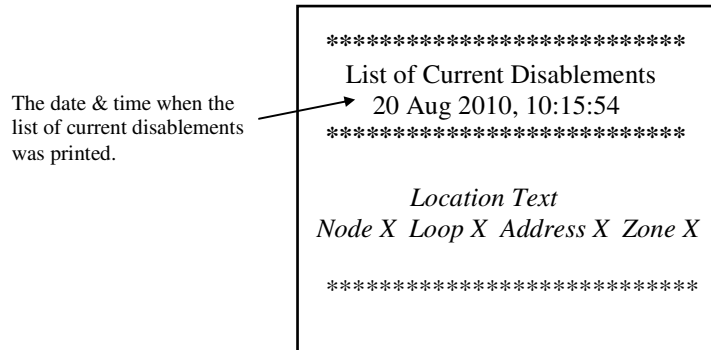 The date & time when the
list of current disablements
was printed.
***************************
List of Current Disablements
20 Aug 2010, 10:15:54
***************************
Location Text
Node X Loop X Address X Zone X
****************************